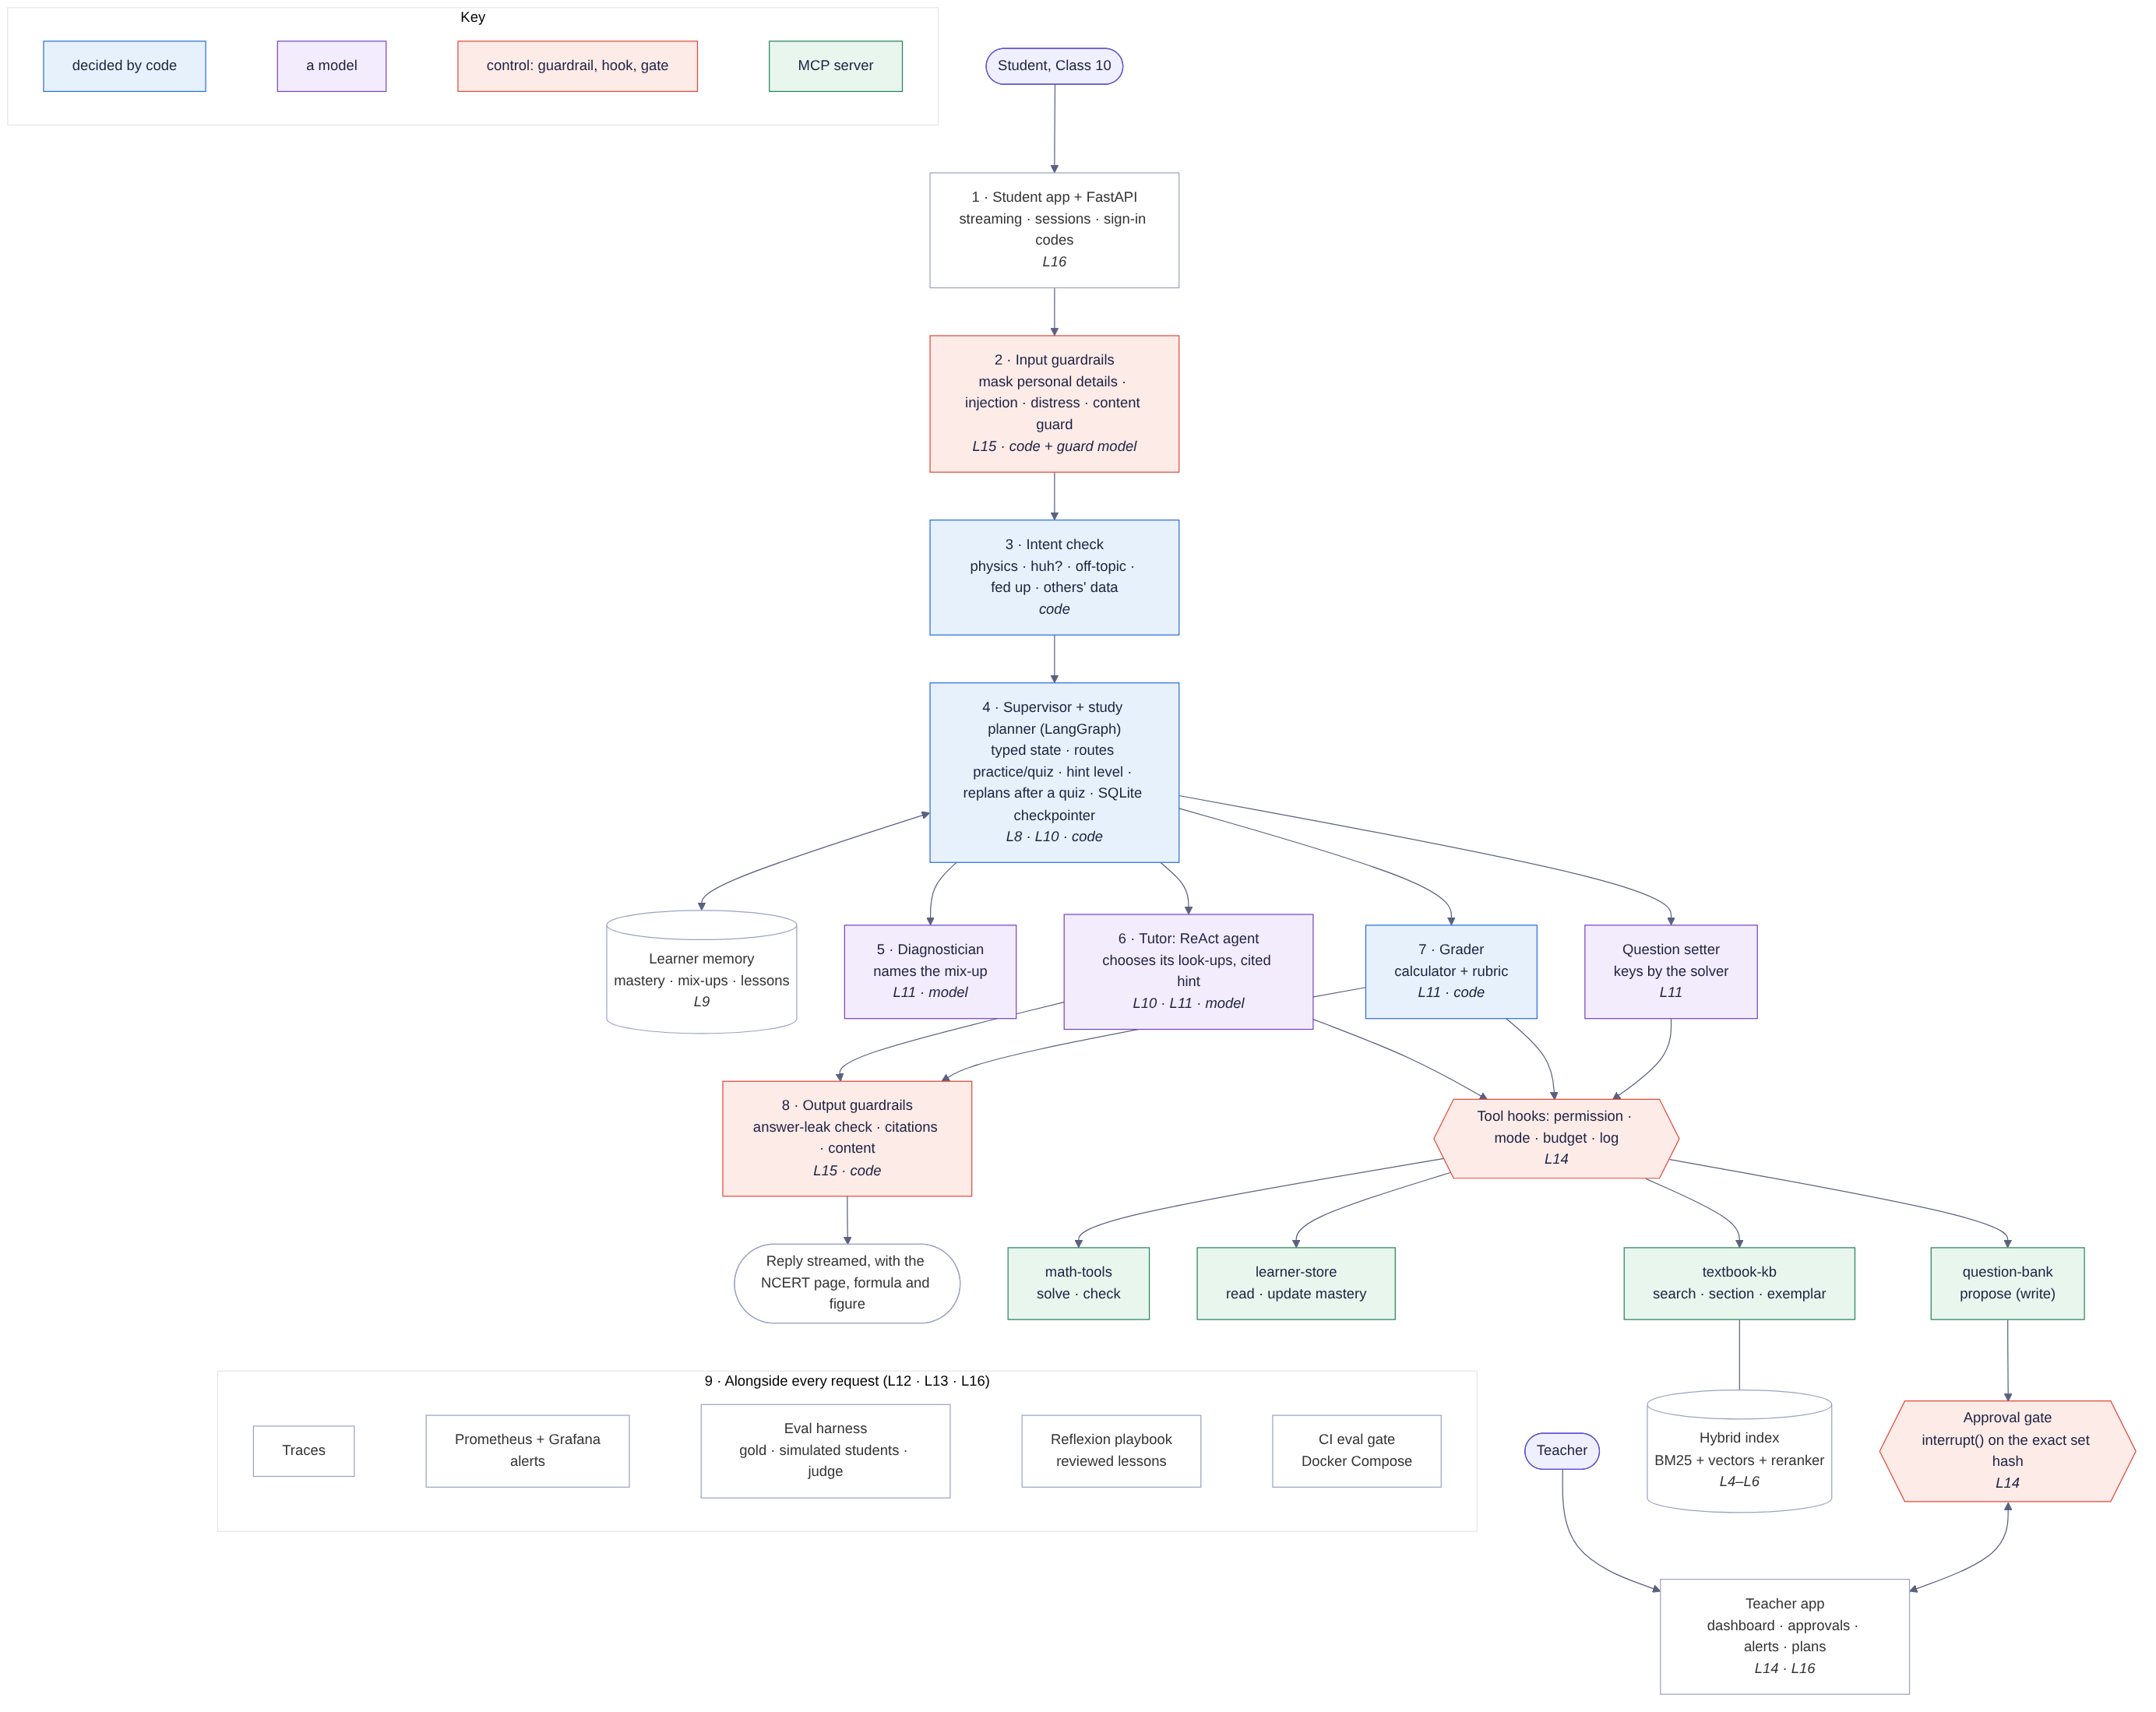 Key
decided by code
a model
control: guardrail, hook, gate
MCP server
Student, Class 10
1 · Student app + FastAPI
streaming · sessions · sign-in
codes
L16
2 · Input guardrails
mask personal details ·
injection · distress · content
guard
L15 · code + guard model
3 · Intent check
physics · huh? · off-topic ·
fed up · others' data
code
4 · Supervisor + study
planner (LangGraph)
typed state · routes
practice/quiz · hint level ·
replans after a quiz · SQLite
checkpointer
L8 · L10 · code
Learner memory
mastery · mix-ups · lessons
L9
5 · Diagnostician
names the mix-up
L11 · model
6 · Tutor: ReAct agent
chooses its look-ups, cited
hint
L10 · L11 · model
7 · Grader
calculator + rubric
L11 · code
Question setter
keys by the solver
L11
8 · Output guardrails
answer-leak check · citations
· content
L15 · code
Tool hooks: permission ·
mode · budget · log
L14
Reply streamed, with the
NCERT page, formula and
figure
math-tools
solve · check
learner-store
read · update mastery
textbook-kb
search · section · exemplar
question-bank
propose (write)
9 · Alongside every request (L12 · L13 · L16)
Traces
Prometheus + Grafana
alerts
Eval harness
gold · simulated students ·
judge
Reflexion playbook
reviewed lessons
CI eval gate
Docker Compose
Teacher
Hybrid index
BM25 + vectors + reranker
L4–L6
Approval gate
interrupt() on the exact set
hash
L14
Teacher app
dashboard · approvals ·
alerts · plans
L14 · L16